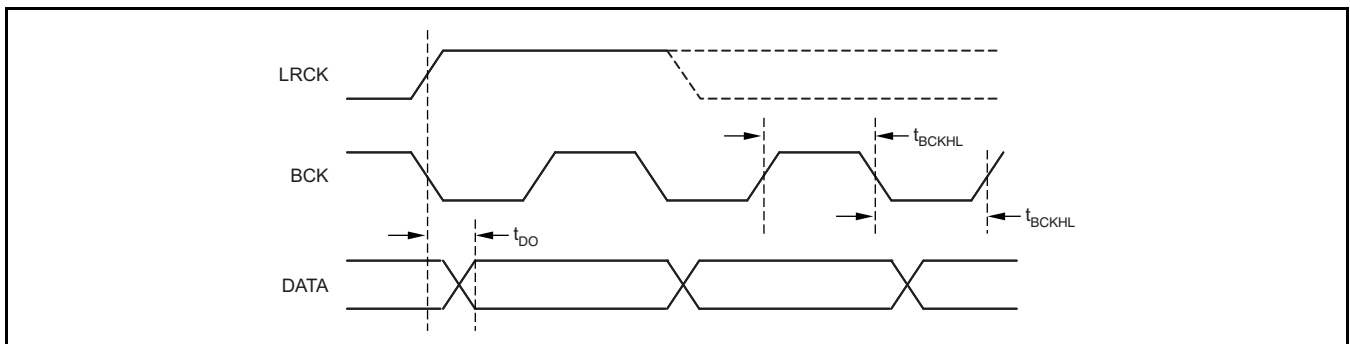 LRCK
t_BCKHL
BCK
t_BCKHL
t_DO
DATA